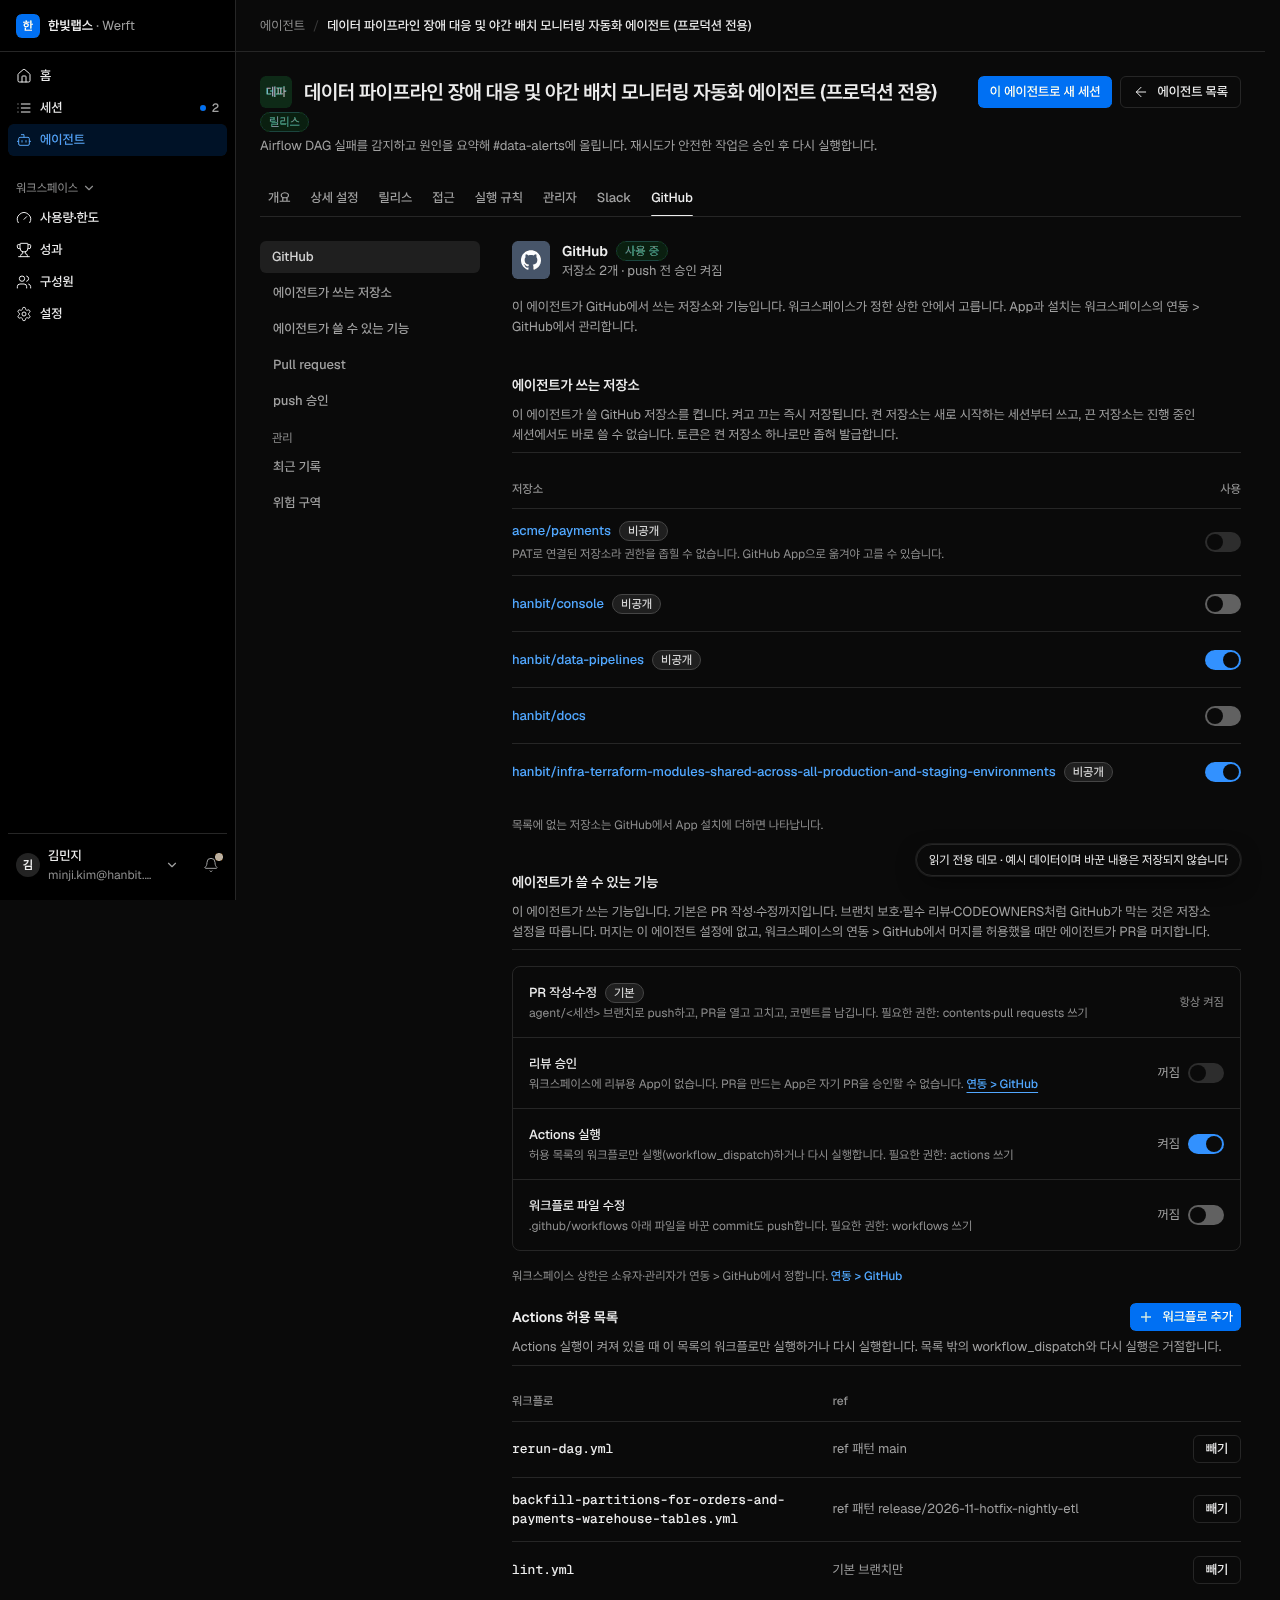 한 한빛랩스 · Werft
홈
세션 2
에이전트
워크스페이스
사용량·한도
성과
구성원
설정
김 김민지
minji.kim@hanbit....
에이전트 / 데이터 파이프라인 장애 대응 및 야간 배치 모니터링 자동화 에이전트 (프로덕션 전용)
데파 데이터 파이프라인 장애 대응 및 야간 배치 모니터링 자동화 에이전트 (프로덕션 전용)
릴리스
이 에이전트로 새 세션
에이전트 목록
Airflow DAG 실패를 감지하고 원인을 요약해 #data-alerts에 올립니다. 재시도가 안전한 작업은 승인 후 다시 실행합니다.
개요 상세 설정 릴리스 접근 실행 규칙 관리자 Slack GitHub
GitHub
에이전트가 쓰는 저장소
에이전트가 쓸 수 있는 기능
Pull request
push 승인
관리
최근 기록
위험 구역
GitHub 사용 중
저장소 2개 · push 전 승인 켜짐
이 에이전트가 GitHub에서 쓰는 저장소와 기능입니다. 워크스페이스가 정한 상한 안에서 고릅니다. App과 설치는 워크스페이스의 연동 >
GitHub에서 관리합니다.
에이전트가 쓰는 저장소
이 에이전트가 쓸 GitHub 저장소를 켭니다. 켜고 끄는 즉시 저장됩니다. 켠 저장소는 새로 시작하는 세션부터 쓰고, 끈 저장소는 진행 중인
세션에서도 바로 쓸 수 없습니다. 토큰은 켠 저장소 하나로만 좁혀 발급합니다.
저장소 사용
acme/payments 비공개
PAT로 연결된 저장소라 권한을 좁힐 수 없습니다. GitHub App으로 옮겨야 고를 수 있습니다.
hanbit/console 비공개
hanbit/data-pipelines 비공개
hanbit/docs
hanbit/infra-terraform-modules-shared-across-all-production-and-staging-environments 비공개
목록에 없는 저장소는 GitHub에서 App 설치에 더하면 나타납니다.
읽기 전용 데모 · 예시 데이터이며 바꾼 내용은 저장되지 않습니다
에이전트가 쓸 수 있는 기능
이 에이전트가 쓰는 기능입니다. 기본은 PR 작성·수정까지입니다. 브랜치 보호·필수 리뷰·CODEOWNERS처럼 GitHub가 막는 것은 저장소
설정을 따릅니다. 머지는 이 에이전트 설정에 없고, 워크스페이스의 연동 > GitHub에서 머지를 허용했을 때만 에이전트가 PR을 머지합니다.
PR 작성·수정 기본
agent/<세션> 브랜치로 push하고, PR을 열고 고치고, 코멘트를 남깁니다. 필요한 권한: contents·pull requests 쓰기
항상 켜짐
리뷰 승인
워크스페이스에 리뷰용 App이 없습니다. PR을 만드는 App은 자기 PR을 승인할 수 없습니다. 연동 > GitHub
꺼짐
Actions 실행
허용 목록의 워크플로만 실행(workflow_dispatch)하거나 다시 실행합니다. 필요한 권한: actions 쓰기
켜짐
워크플로 파일 수정
.github/workflows 아래 파일을 바꾼 commit도 push합니다. 필요한 권한: workflows 쓰기
꺼짐
워크스페이스 상한은 소유자·관리자가 연동 > GitHub에서 정합니다. 연동 > GitHub
Actions 허용 목록
워크플로 추가
Actions 실행이 켜져 있을 때 이 목록의 워크플로만 실행하거나 다시 실행합니다. 목록 밖의 workflow_dispatch와 다시 실행은 거절합니다.
워크플로 ref
rerun-dag.yml ref 패턴 main 빼기
backfill-partitions-for-orders-and-
payments-warehouse-tables.yml
ref 패턴 release/2026-11-hotfix-nightly-etl 빼기
lint.yml 기본 브랜치만 빼기